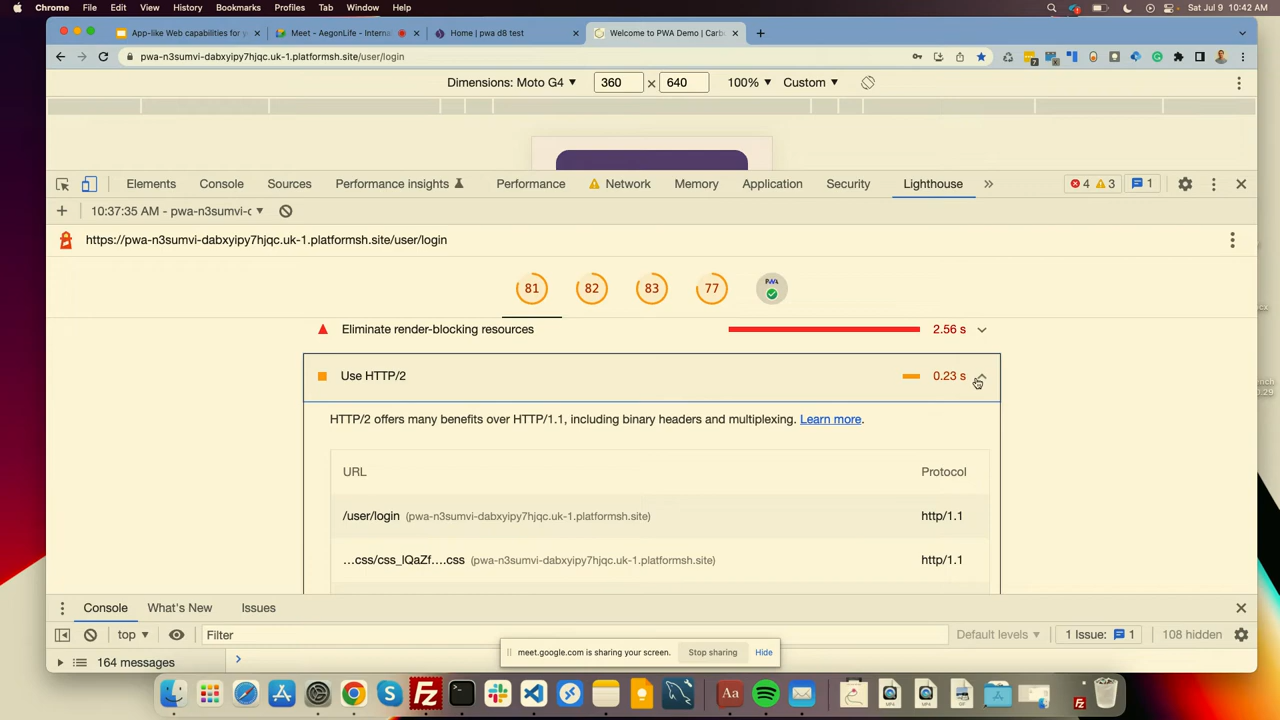 Chrome File Edit View History Bookmarks Profiles Tab Window Help Sat Jul 9 10:42 AM
App-like Web capabilities for y Meet - AegonLife - Interna Home | pwa d8 test Welcome to PWA Demo | Carb
pwa-n3sumvi-dabxyipy7hjqc.uk-1.platformsh.site/user/login
Dimensions: Moto G4 360 × 640 100% Custom
Elements Console Sources Performance insights Performance Network Memory Application Security Lighthouse » 4 3 1
10:37:35 AM - pwa-n3sumvi-c
https://pwa-n3sumvi-dabxyipy7hjqc.uk-1.platformsh.site/user/login
81 82 83 77 PWA
Eliminate render-blocking resources 2.56 s
Use HTTP/2 0.23 s
HTTP/2 offers many benefits over HTTP/1.1, including binary headers and multiplexing. Learn more.
URL Protocol
/user/login (pwa-n3sumvi-dabxyipy7hjqc.uk-1.platformsh.site) http/1.1
…css/css_lQaZf….css (pwa-n3sumvi-dabxyipy7hjqc.uk-1.platformsh.site) http/1.1
Console What's New Issues
top Filter Default levels 1 Issue: 1 108 hidden
meet.google.com is sharing your screen. Stop sharing Hide
164 messages
Fz Aa